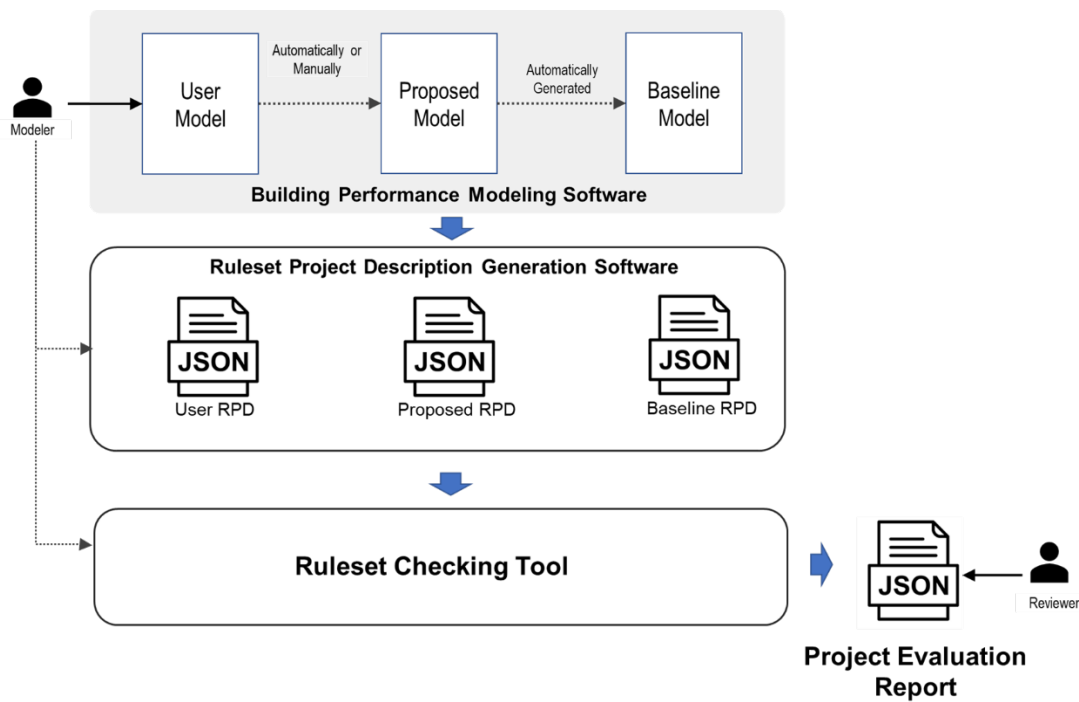 User
Model
Automatically or
Manually
Proposed
Model
Automatically
Generated
Baseline
Model
Modeler
Building Performance Modeling Software
Ruleset Project Description Generation Software
JSON
JSON
JSON
User RPD
Proposed RPD
Baseline RPD
Ruleset Checking Tool
JSON
Reviewer
Project Evaluation
Report